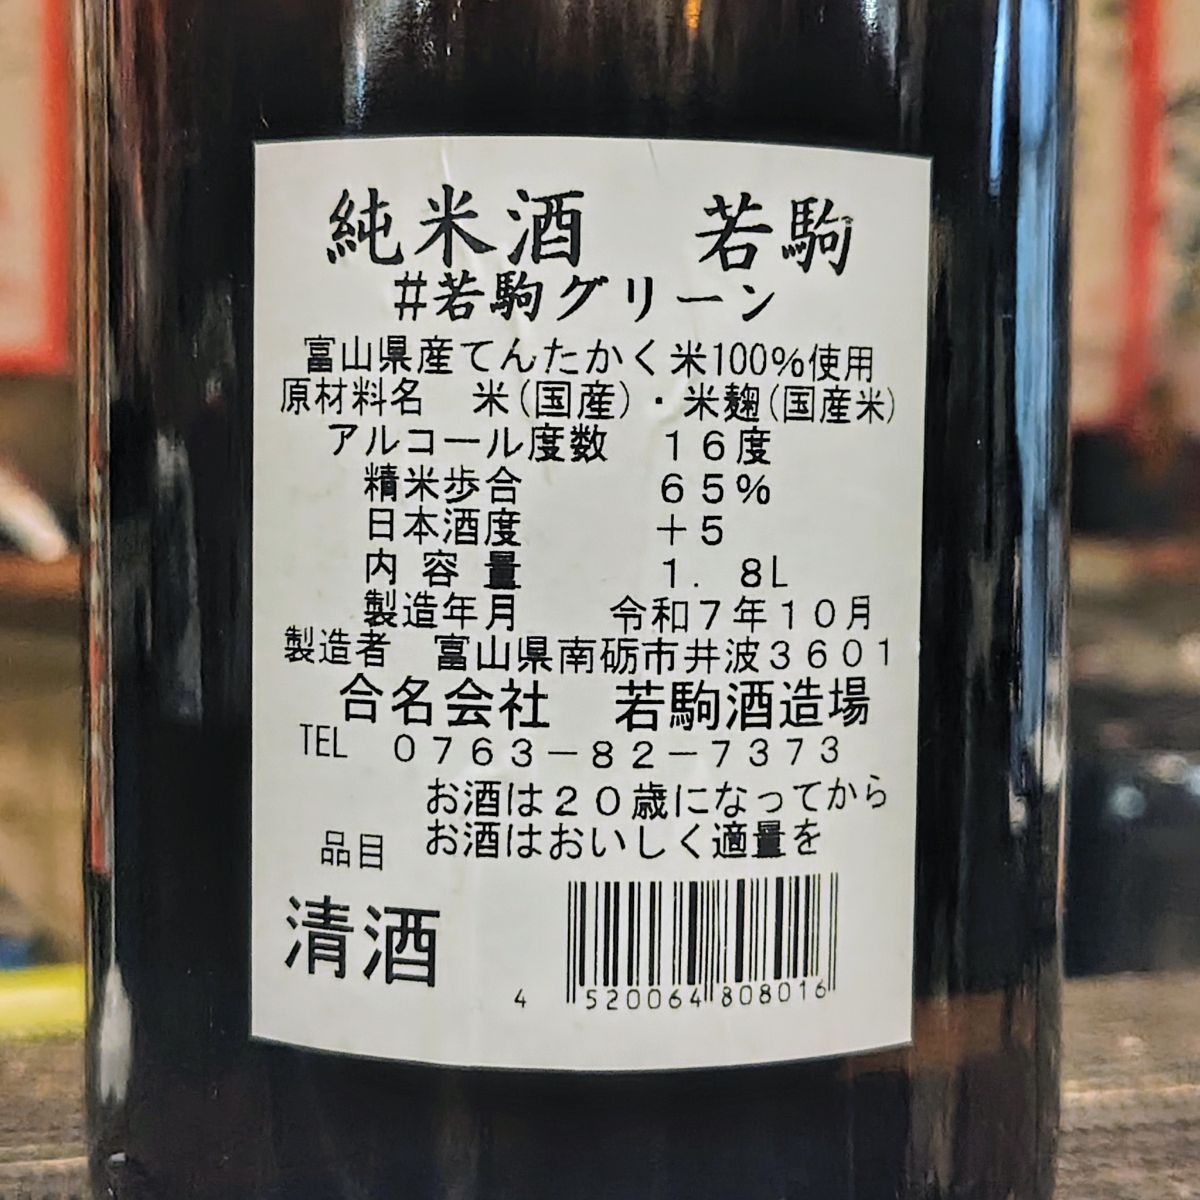 純米酒　若駒
#若駒グリーン
富山県産てんたかく米100%使用
原材料名　米(国産)・米麹(国産米)
アルコール度数　16度
精米歩合　65%
日本酒度　+5
内容量　1.8L
製造年月　令和7年10月
製造者　富山県南砺市井波3601
合名会社　若駒酒造場
TEL　0763-82-7373
お酒は20歳になってから
お酒はおいしく適量を
品目
清酒
4 520064 808016